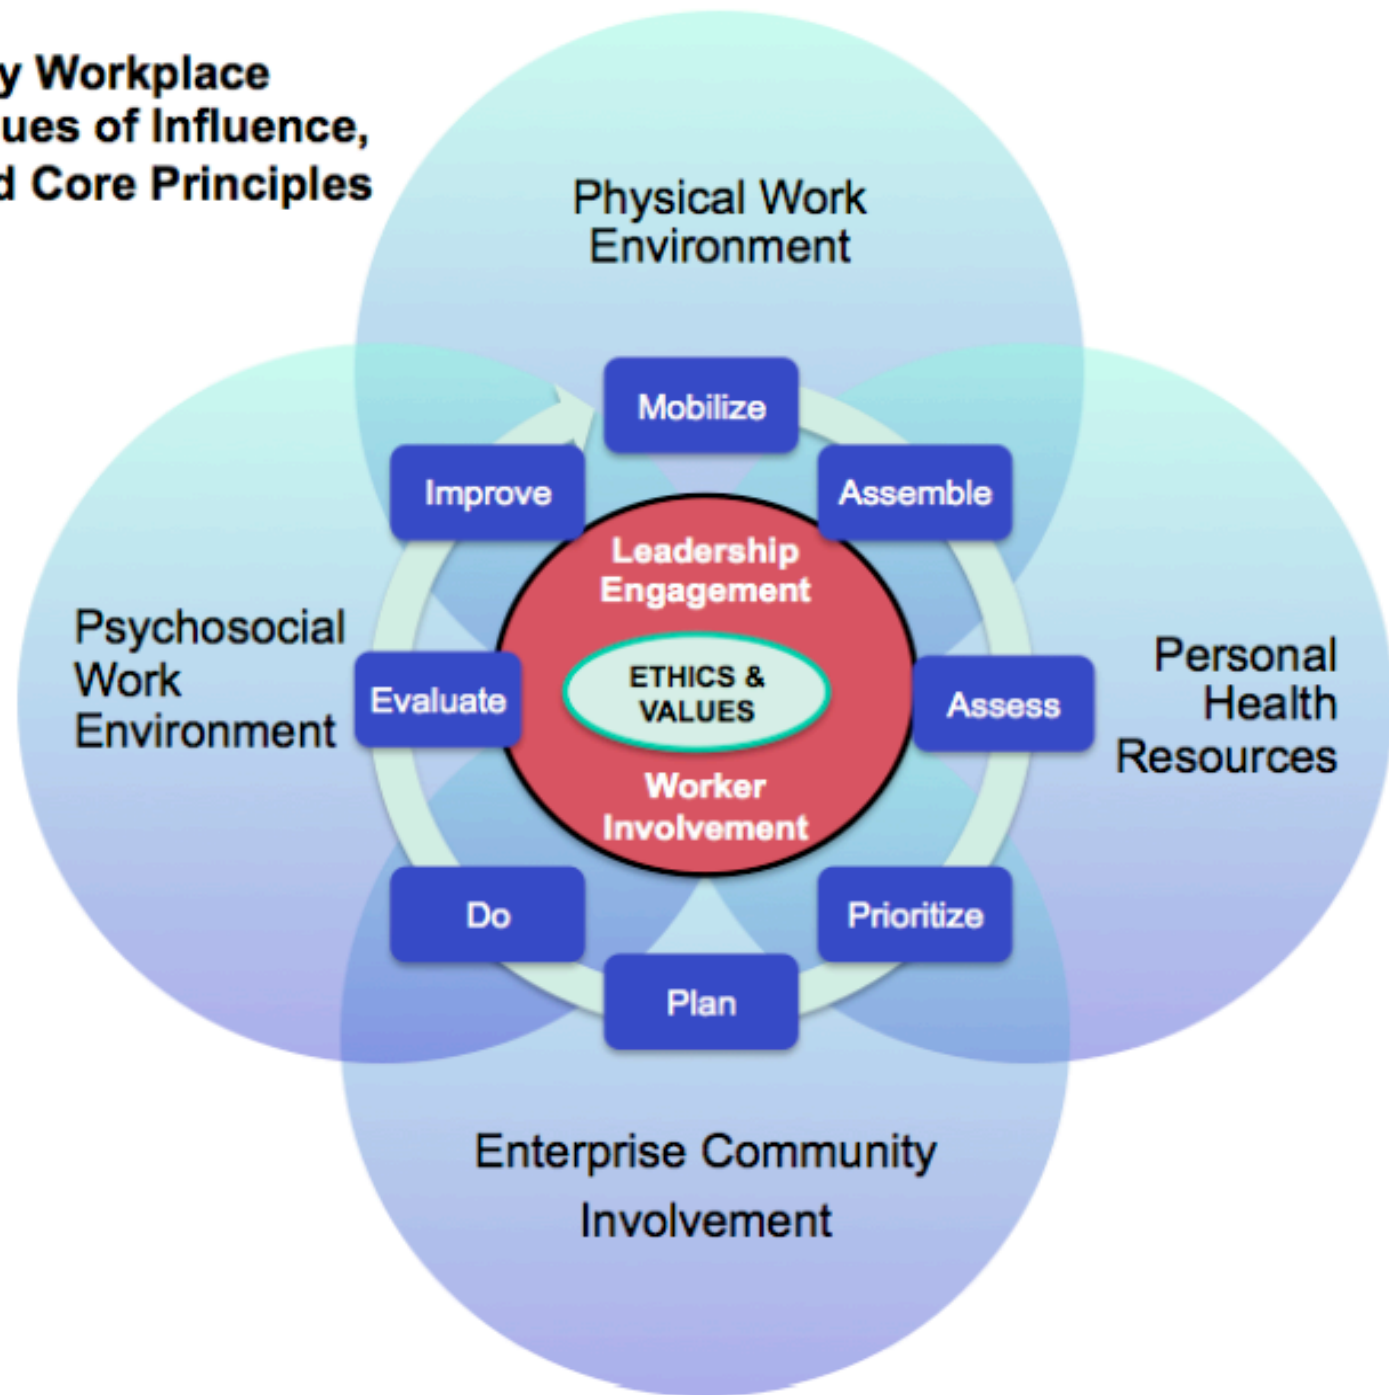 y Workplace
ues of Influence,
d Core Principles
Physical Work
Environment
Mobilize
Improve
Assemble
Leadership
Engagement
Psychosocial
Work
Environment
Evaluate
ETHICS &
VALUES
Assess
Personal
Health
Resources
Worker
Involvement
Do
Prioritize
Plan
Enterprise Community
Involvement